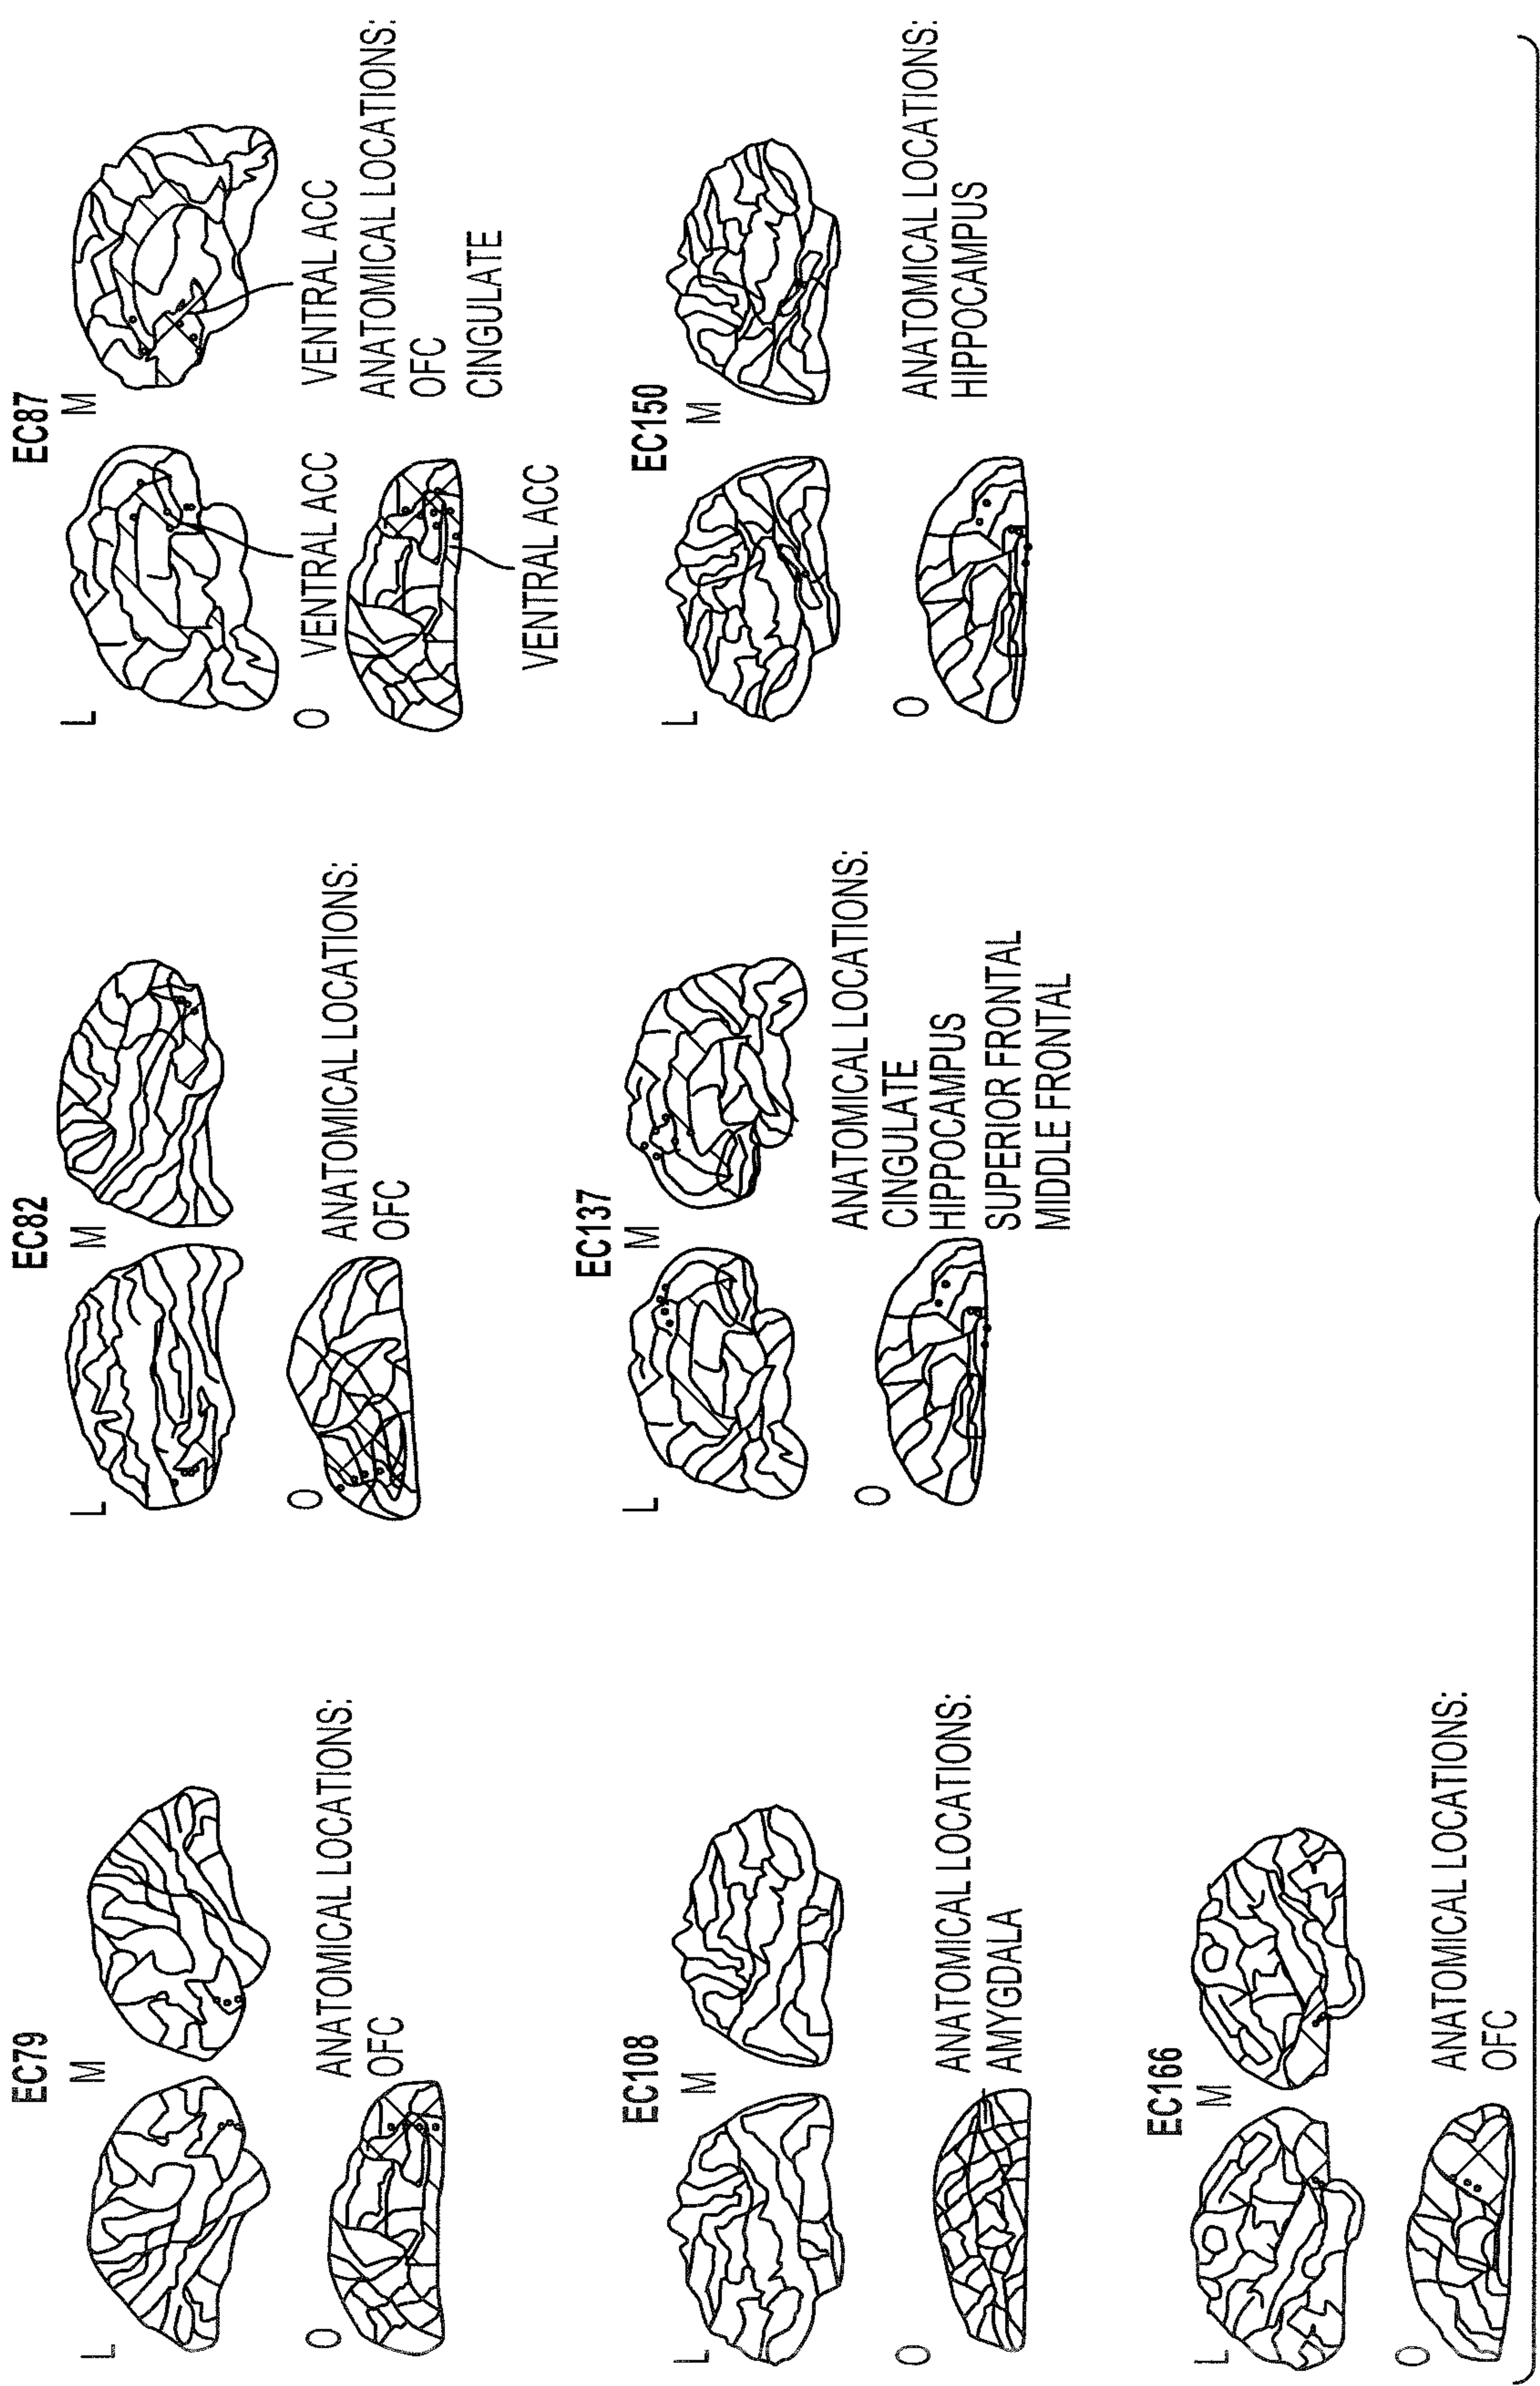 EC79
L
M
O
ANATOMICAL LOCATIONS:
OFC
EC82
L
M
O
ANATOMICAL LOCATIONS:
OFC
EC87
L
M
VENTRAL ACC
VENTRAL ACC
O
VENTRAL ACC
ANATOMICAL LOCATIONS:
OFC
CINGULATE
EC108
L
M
O
ANATOMICAL LOCATIONS:
AMYGDALA
EC137
L
M
O
ANATOMICAL LOCATIONS:
CINGULATE
HIPPOCAMPUS
SUPERIOR FRONTAL
MIDDLE FRONTAL
EC150
L
M
O
ANATOMICAL LOCATIONS:
HIPPOCAMPUS
EC166
L
M
O
ANATOMICAL LOCATIONS:
OFC